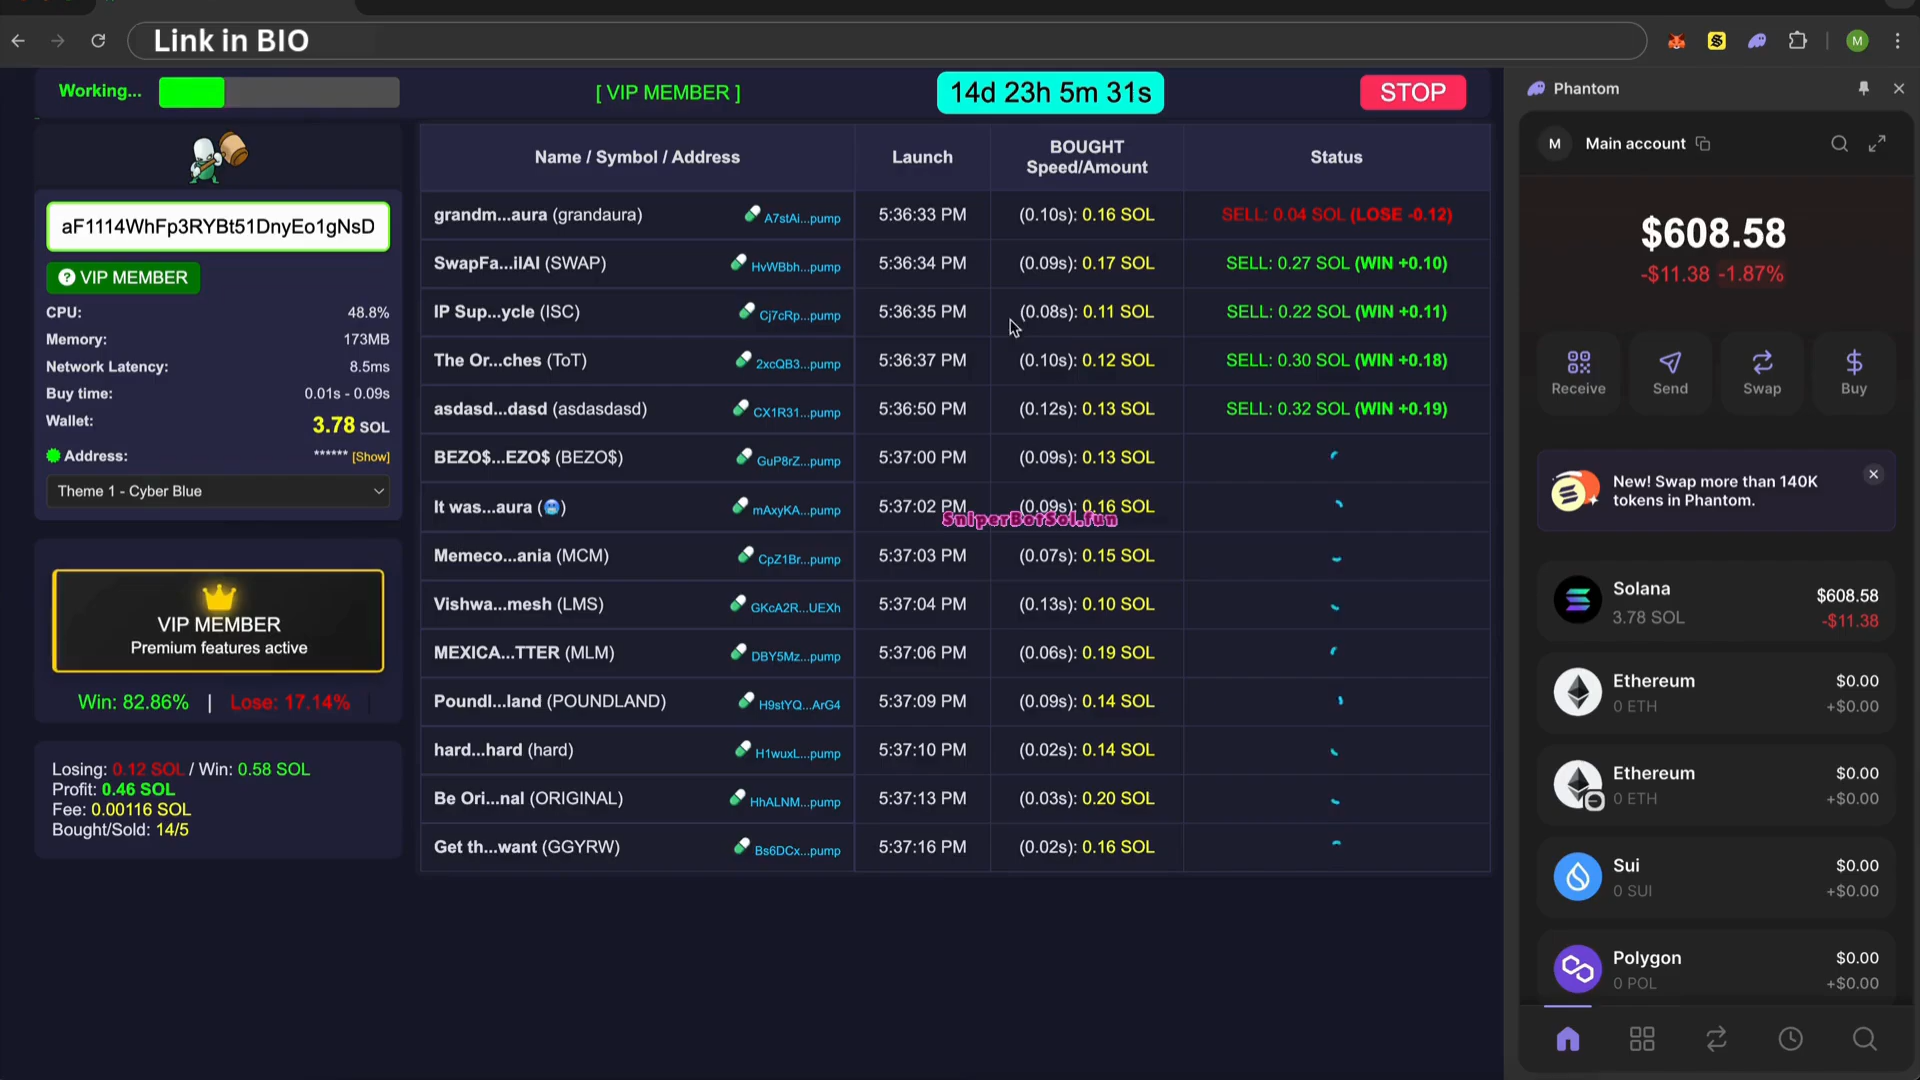 Link in BIO
M
Working...
[ VIP MEMBER ]
14d 23h 5m 31s
STOP
aF1114WhFp3RYBt51DnyEo1gNsD
? VIP MEMBER
CPU: 48.8%
Memory: 173MB
Network Latency: 8.5ms
Buy time: 0.01s - 0.09s
Wallet: 3.78 SOL
Address: ****** [Show]
Theme 1 - Cyber Blue
VIP MEMBER
Premium features active
Win: 82.86% | Lose: 17.14%
Losing: 0.12 SOL / Win: 0.58 SOL
Profit: 0.46 SOL
Fee: 0.00116 SOL
Bought/Sold: 14/5
Name / Symbol / Address Launch BOUGHT Speed/Amount Status
grandm...aura (grandaura) A7stAi...pump 5:36:33 PM (0.10s): 0.16 SOL SELL: 0.04 SOL (LOSE -0.12)
SwapFa...ilAI (SWAP) HvWBbh...pump 5:36:34 PM (0.09s): 0.17 SOL SELL: 0.27 SOL (WIN +0.10)
IP Sup...ycle (ISC) Cj7cRp...pump 5:36:35 PM (0.08s): 0.11 SOL SELL: 0.22 SOL (WIN +0.11)
The Or...ches (ToT) 2xcQB3...pump 5:36:37 PM (0.10s): 0.12 SOL SELL: 0.30 SOL (WIN +0.18)
asdasd...dasd (asdasdasd) CX1R31...pump 5:36:50 PM (0.12s): 0.13 SOL SELL: 0.32 SOL (WIN +0.19)
BEZO$...EZO$ (BEZO$) GuP8rZ...pump 5:37:00 PM (0.09s): 0.13 SOL
It was...aura (🥶) mAxyKA...pump 5:37:02 PM (0.09s): 0.16 SOL
SniperBotSol.fun
Memeco...ania (MCM) CpZ1Br...pump 5:37:03 PM (0.07s): 0.15 SOL
Vishwa...mesh (LMS) GKcA2R...UEXh 5:37:04 PM (0.13s): 0.10 SOL
MEXICA...TTER (MLM) DBY5Mz...pump 5:37:06 PM (0.06s): 0.19 SOL
Poundl...land (POUNDLAND) H9stYQ...ArG4 5:37:09 PM (0.09s): 0.14 SOL
hard...hard (hard) H1wuxL...pump 5:37:10 PM (0.02s): 0.14 SOL
Be Ori...nal (ORIGINAL) HhALNM...pump 5:37:13 PM (0.03s): 0.20 SOL
Get th...want (GGYRW) Bs6DCx...pump 5:37:16 PM (0.02s): 0.16 SOL
Phantom
M Main account
$608.58
-$11.38 -1.87%
Receive Send Swap Buy
New! Swap more than 140K
tokens in Phantom.
Solana $608.58
3.78 SOL -$11.38
Ethereum $0.00
0 ETH +$0.00
Ethereum $0.00
0 ETH +$0.00
Sui $0.00
0 SUI +$0.00
Polygon $0.00
0 POL +$0.00